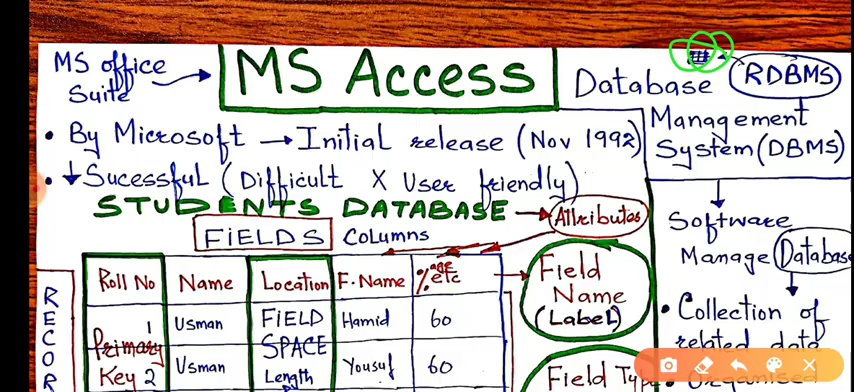 MS office Suite → MS Access
Database
RDBMS
Management
System (DBMS)
• By Microsoft → Initial release (Nov 1992)
• ↓ Sucessful (Difficult X User friendly)
STUDENTS DATABASE → Attributes
FiELDS Columns
Software
Manage Database
• Collection of
related data
Organised
RECOR
Roll No Name Location F. Name %age etc
1 Usman FiELD Hamid 60
Primary SPACE
Key 2 Usman Length Yousuf 60
Field
Name
(Label)
Field Type